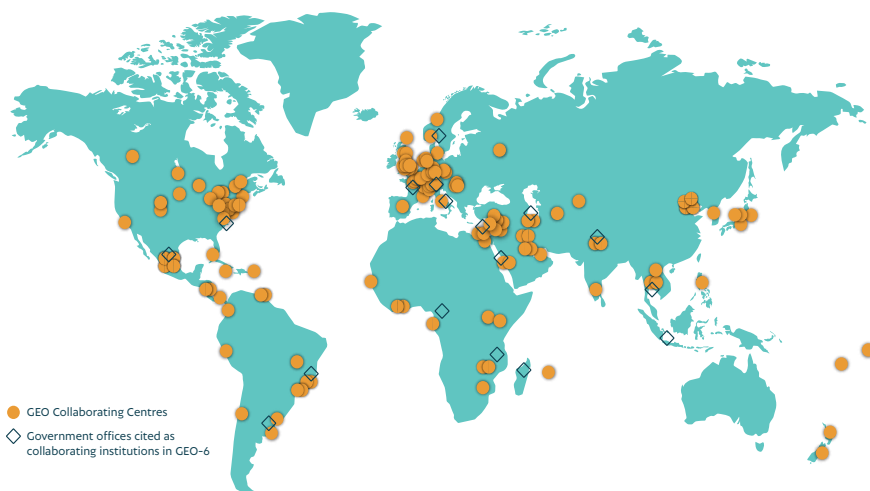 GEO Collaborating Centres
Government offices cited as
collaborating institutions in GEO-6